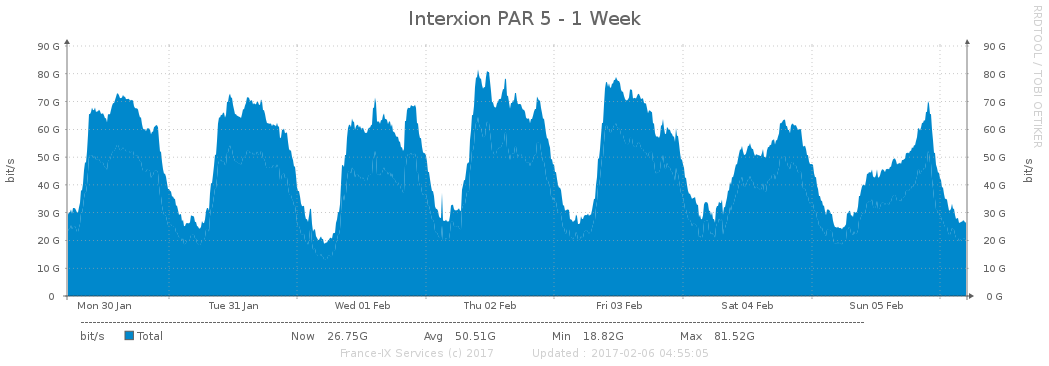 Interxion PAR 5 - 1 Week
RRDTOOL / TOBI OETIKER
90 G 90 G
80 G 80 G
70 G 70 G
60 G 60 G
50 G 50 G
40 G 40 G
30 G 30 G
20 G 20 G
10 G 10 G
0 0 G
bit/s bit/s
Mon 30 Jan Tue 31 Jan Wed 01 Feb Thu 02 Feb Fri 03 Feb Sat 04 Feb Sun 05 Feb
bit/s Total Now 26.75G Avg 50.51G Min 18.82G Max 81.52G
France-IX Services (c) 2017 Updated : 2017-02-06 04:55:05